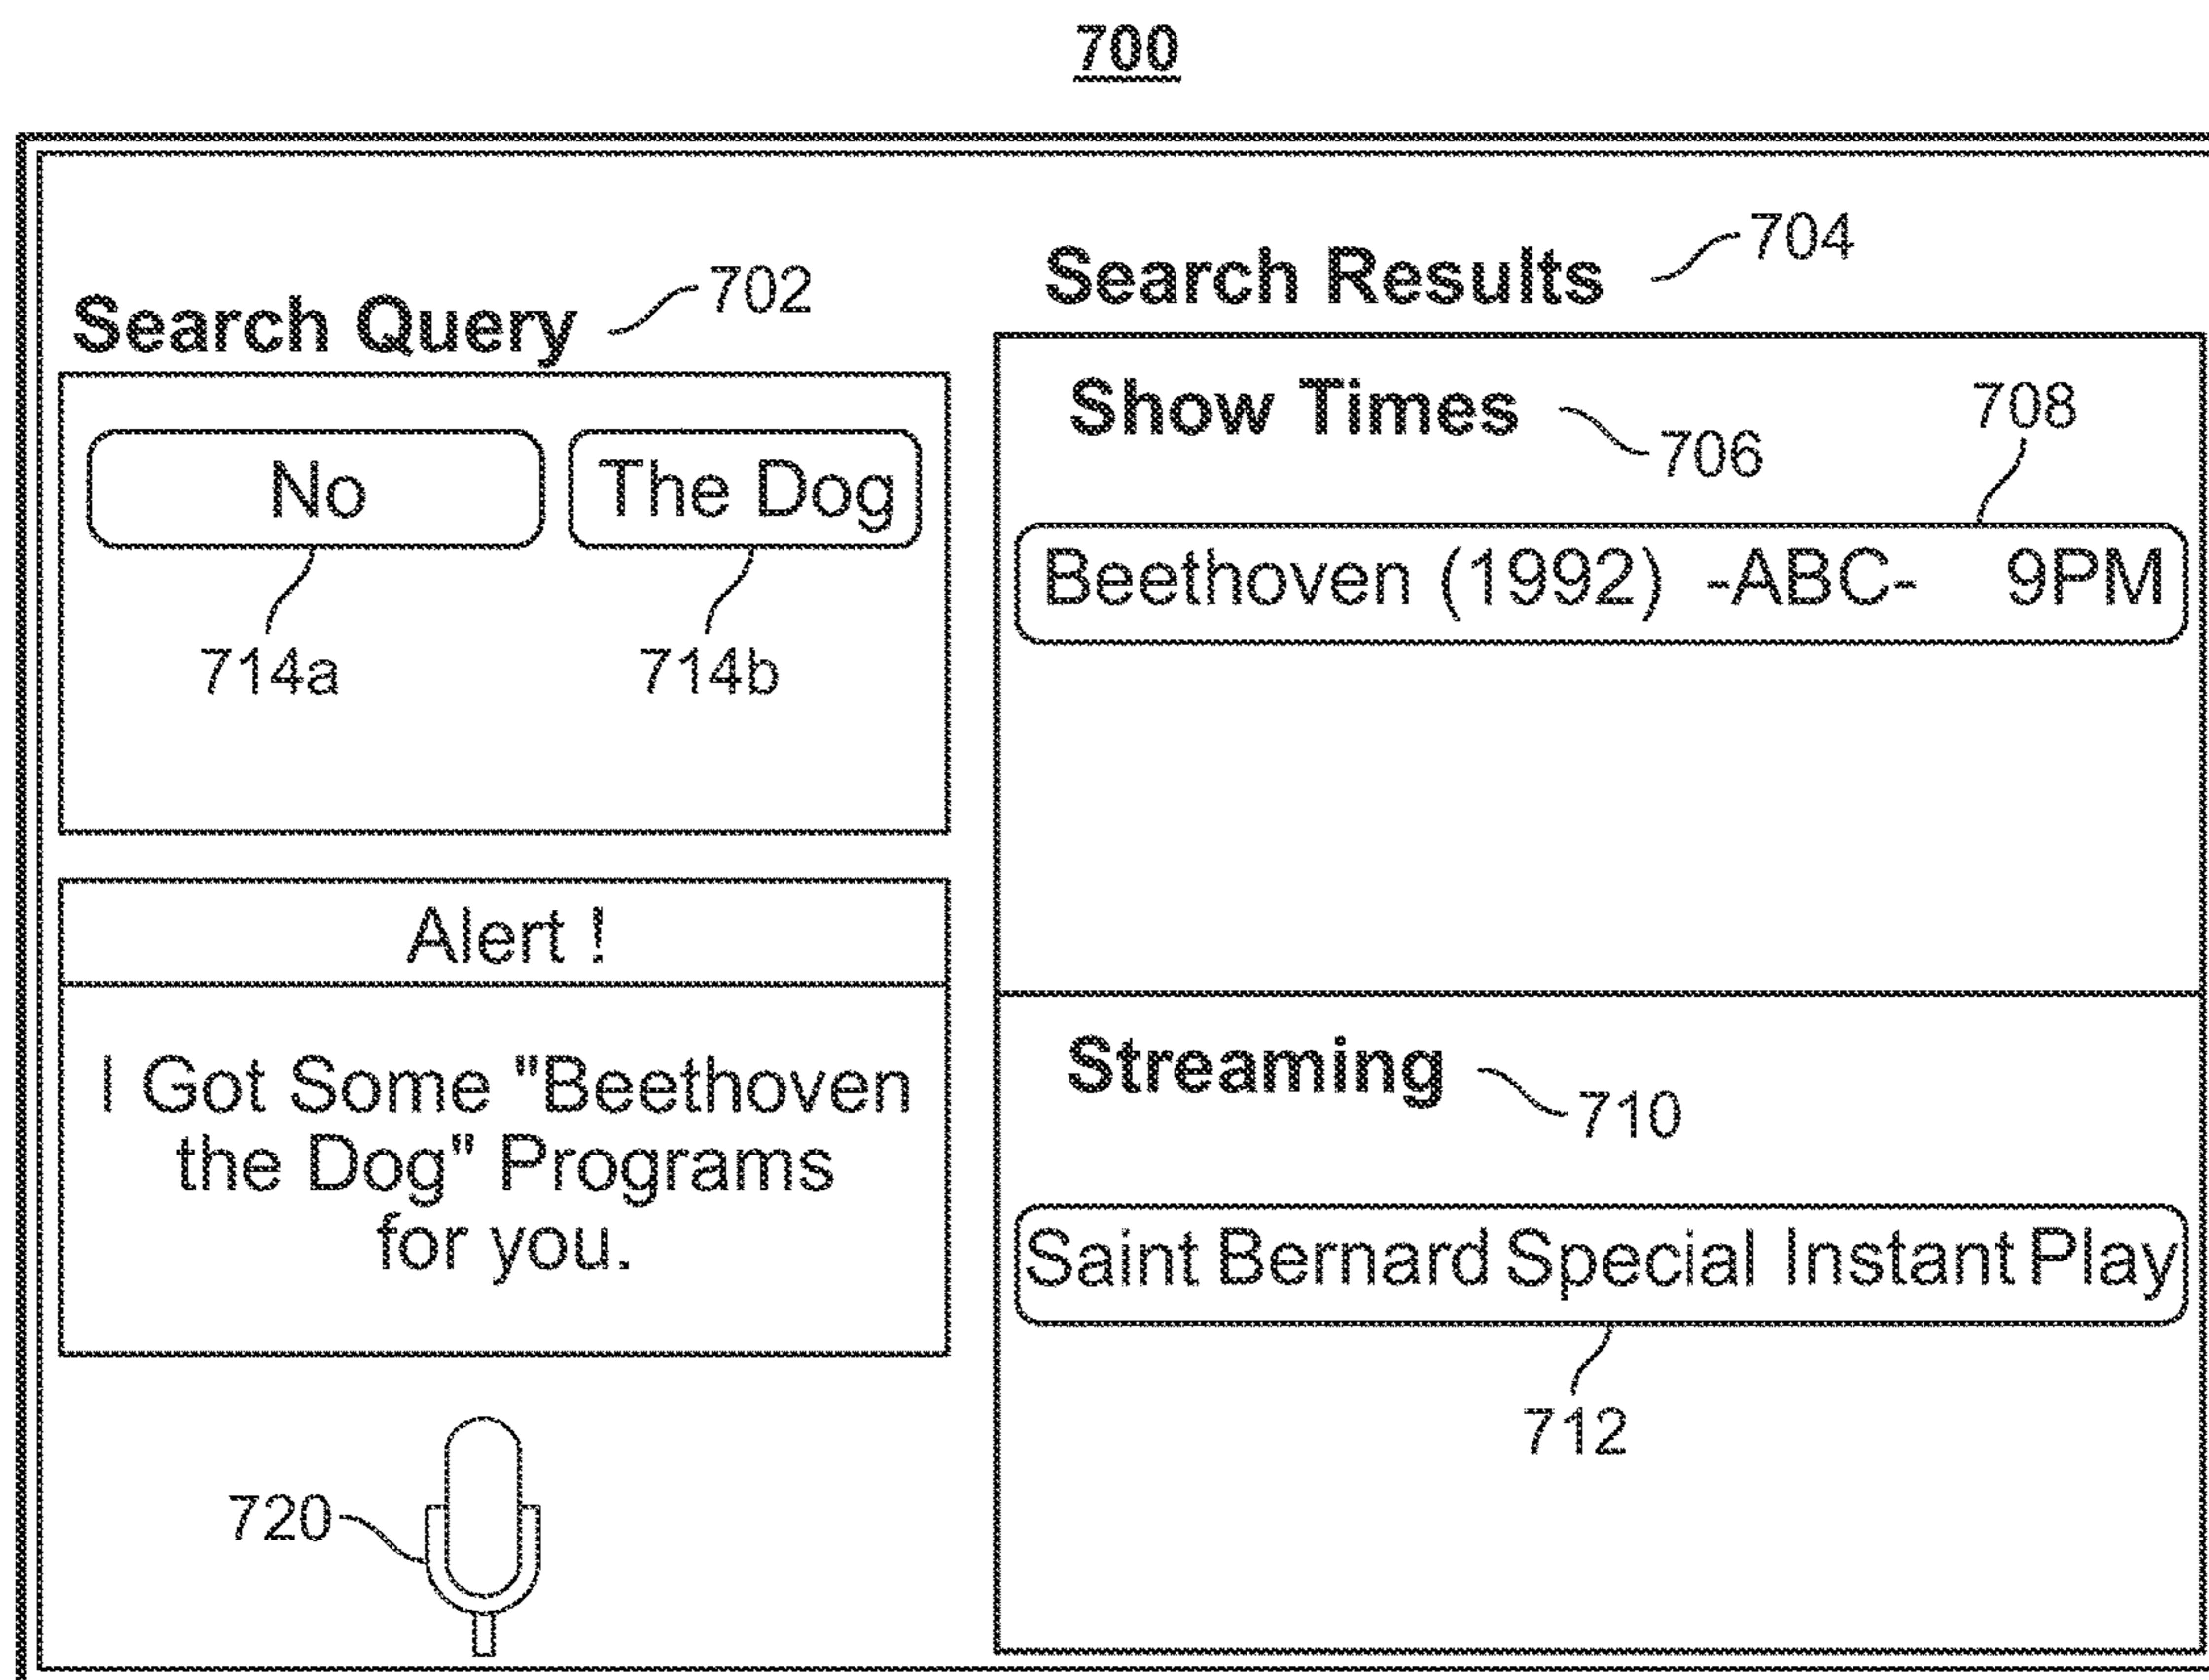 700
Search Query 702
No The Dog
714a 714b
Alert !
I Got Some "Beethoven
the Dog" Programs
for you.
720
Search Results 704
Show Times 706
708
Beethoven (1992) -ABC- 9PM
Streaming 710
Saint Bernard Special Instant Play
712